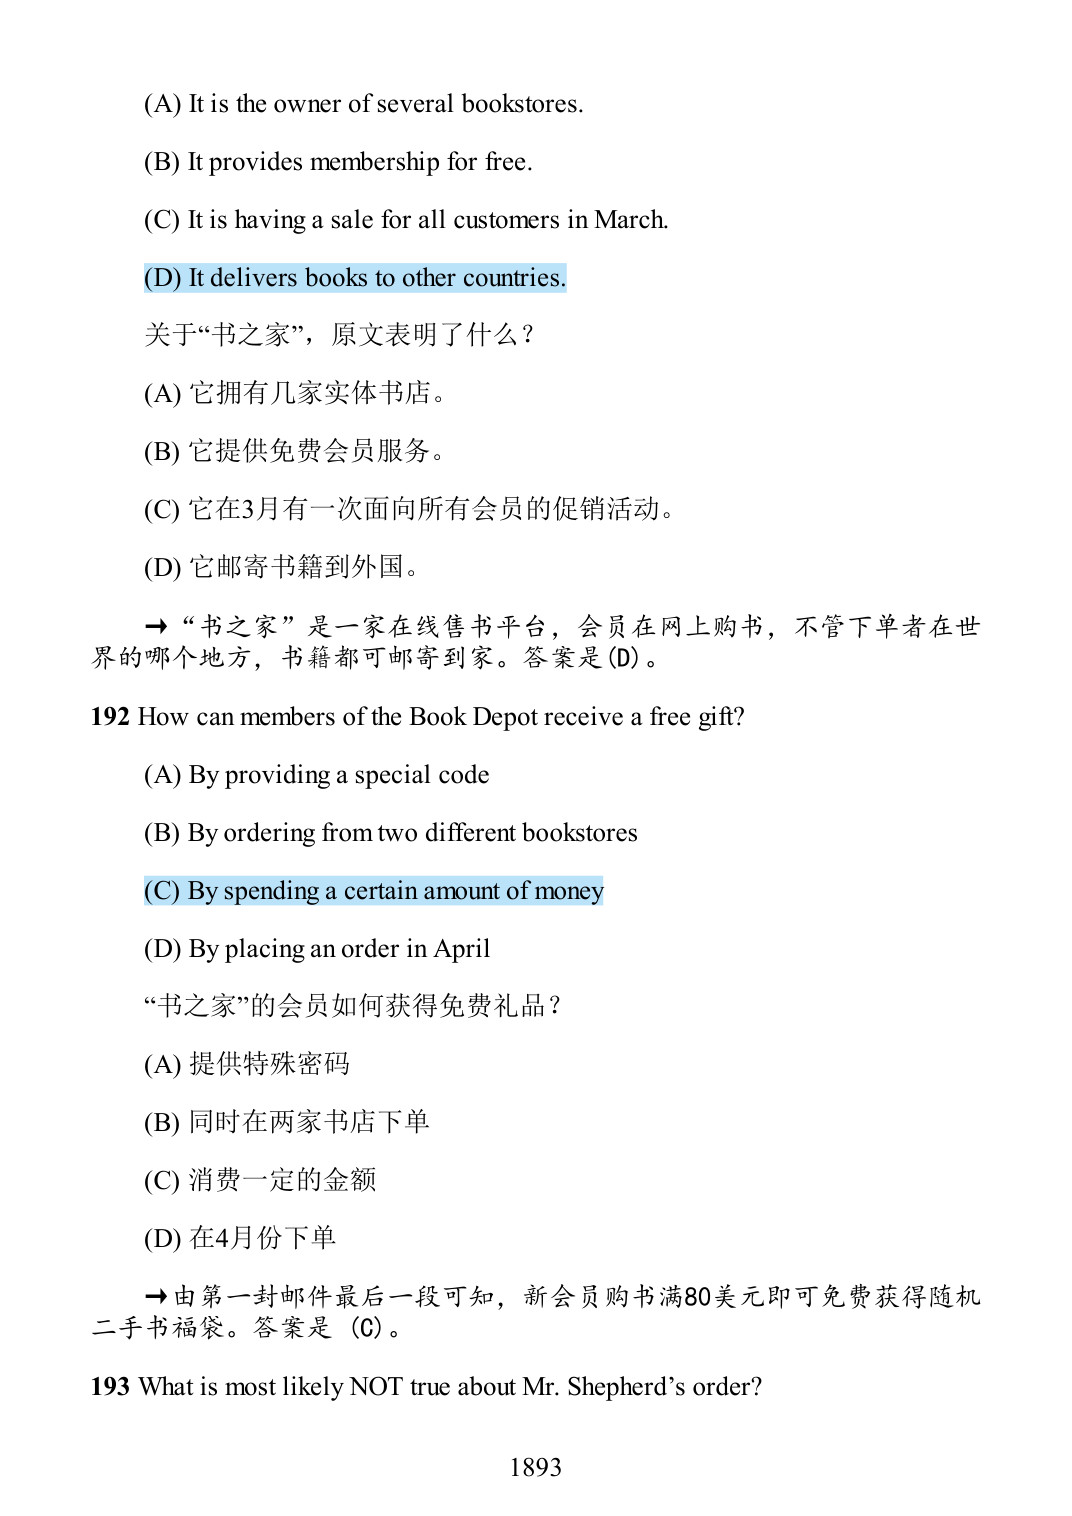 (A) It is the owner of several bookstores.
(B) It provides membership for free.
(C) It is having a sale for all customers in March.
(D) It delivers books to other countries.
关于“书之家”，原文表明了什么？
(A) 它拥有几家实体书店。
(B) 它提供免费会员服务。
(C) 它在3月有一次面向所有会员的促销活动。
(D) 它邮寄书籍到外国。
➞“书之家”是一家在线售书平台，会员在网上购书，不管下单者在世
界的哪个地方，书籍都可邮寄到家。答案是(D)。
192 How can members of the Book Depot receive a free gift?
(A) By providing a special code
(B) By ordering from two different bookstores
(C) By spending a certain amount of money
(D) By placing an order in April
“书之家”的会员如何获得免费礼品？
(A) 提供特殊密码
(B) 同时在两家书店下单
(C) 消费一定的金额
(D) 在4月份下单
➞由第一封邮件最后一段可知，新会员购书满80美元即可免费获得随机
二手书福袋。答案是 (C)。
193 What is most likely NOT true about Mr. Shepherd’s order?
1893